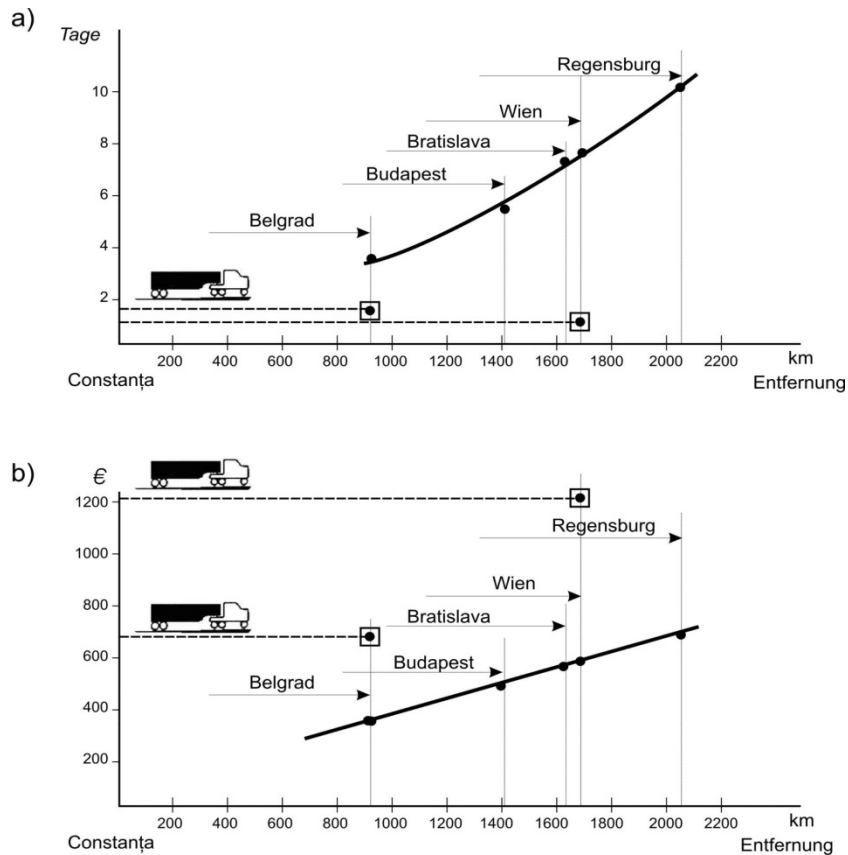 a)
Tage
Regensburg
10
Wien
8
Bratislava
Budapest
6
Belgrad
4
2
200 400 600 800 1000 1200 1400 1600 1800 2000 2200 km
Constanța Entfernung
b)
€
1200
Regensburg
1000
Wien
800
Bratislava
Budapest
600
Belgrad
400
200
km
200 400 600 800 1000 1200 1400 1600 1800 2000 2200
Constanța Entfernung